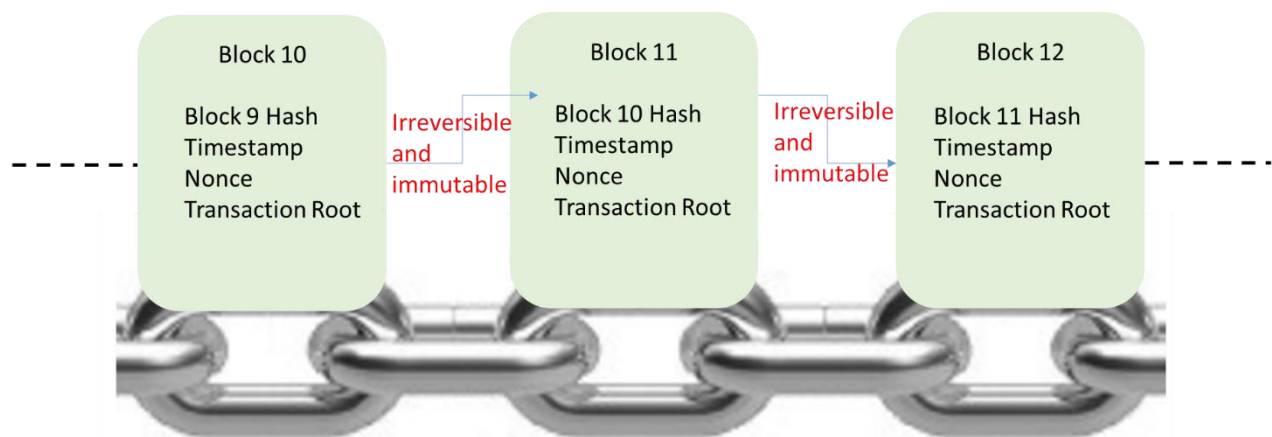 Block 10
Block 9 Hash
Timestamp
Nonce
Transaction Root
Irreversible
and
immutable
Block 11
Block 10 Hash
Timestamp
Nonce
Transaction Root
Irreversible
and
immutable
Block 12
Block 11 Hash
Timestamp
Nonce
Transaction Root